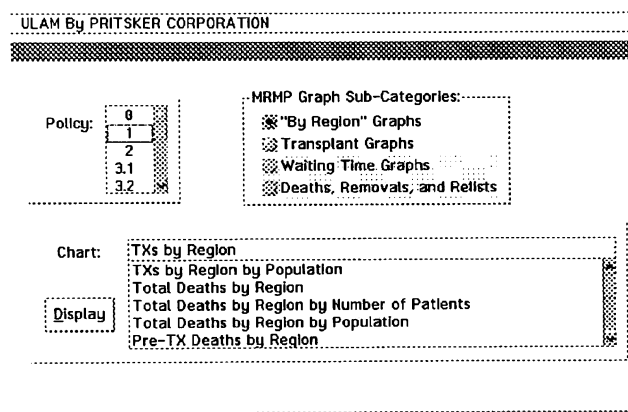 ULAM By PRITSKER CORPORATION
Policy:
0
1
2
3.1
3.2
MRMP Graph Sub-Categories:
"By Region" Graphs
Transplant Graphs
Waiting Time Graphs
Deaths, Removals, and Relists
Chart:
TXs by Region
TXs by Region by Population
Total Deaths by Region
Total Deaths by Region by Number of Patients
Total Deaths by Region by Population
Pre-TX Deaths by Region
Display